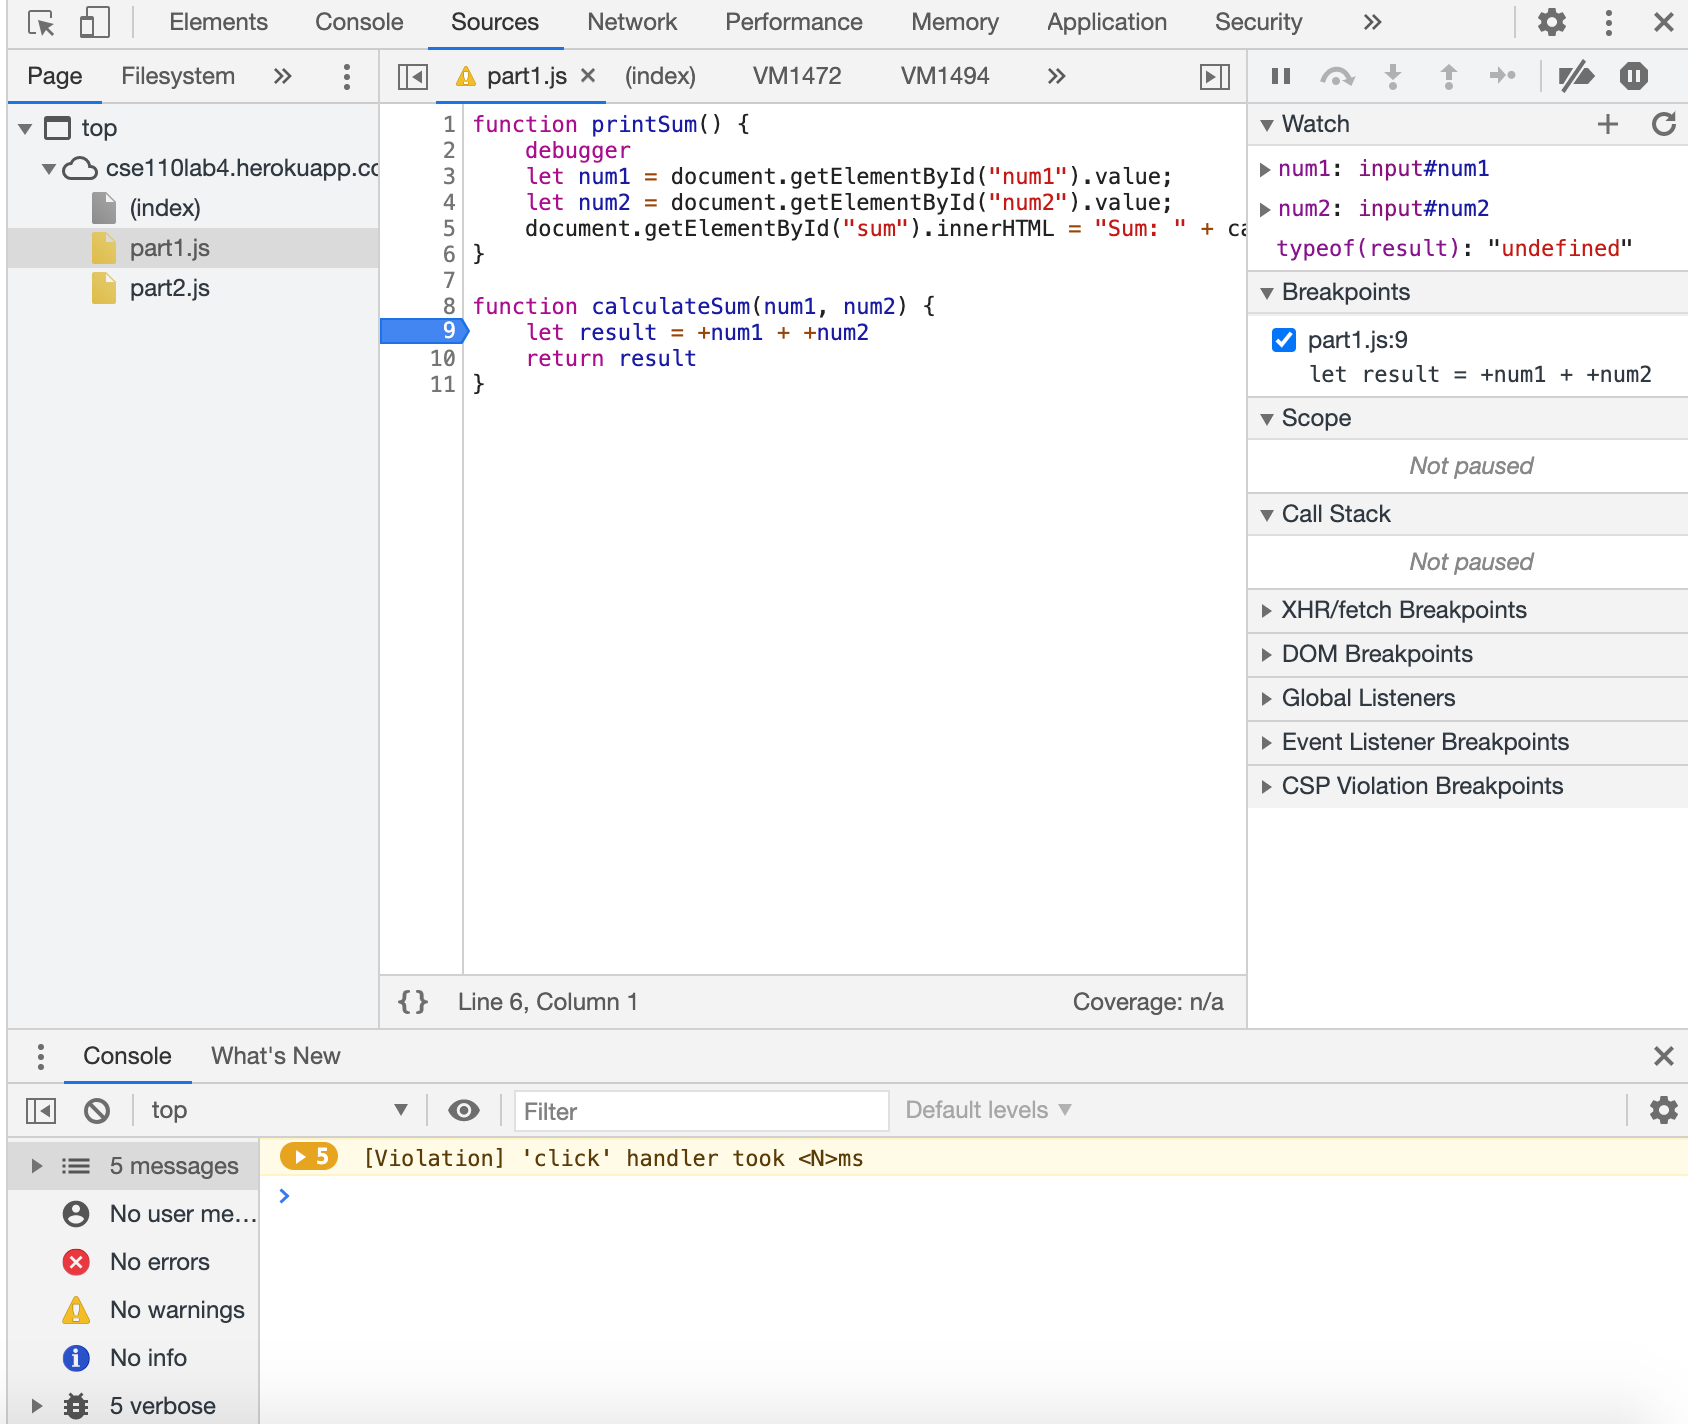 Elements Console Sources Network Performance Memory Application Security »
Page Filesystem »
part1.js × (index) VM1472 VM1494 »
top
cse110lab4.herokuapp.co
(index)
part1.js
part2.js
1 function printSum() {
2 debugger
3 let num1 = document.getElementById("num1").value;
4 let num2 = document.getElementById("num2").value;
5 document.getElementById("sum").innerHTML = "Sum: " + ca
6 }
7
8 function calculateSum(num1, num2) {
9 let result = +num1 + +num2
10 return result
11 }
{} Line 6, Column 1 Coverage: n/a
Watch
num1: input#num1
num2: input#num2
typeof(result): "undefined"
Breakpoints
part1.js:9
let result = +num1 + +num2
Scope
Not paused
Call Stack
Not paused
XHR/fetch Breakpoints
DOM Breakpoints
Global Listeners
Event Listener Breakpoints
CSP Violation Breakpoints
Console What's New
top Filter Default levels
5 messages
No user me…
No errors
No warnings
No info
5 verbose
5 [Violation] 'click' handler took <N>ms